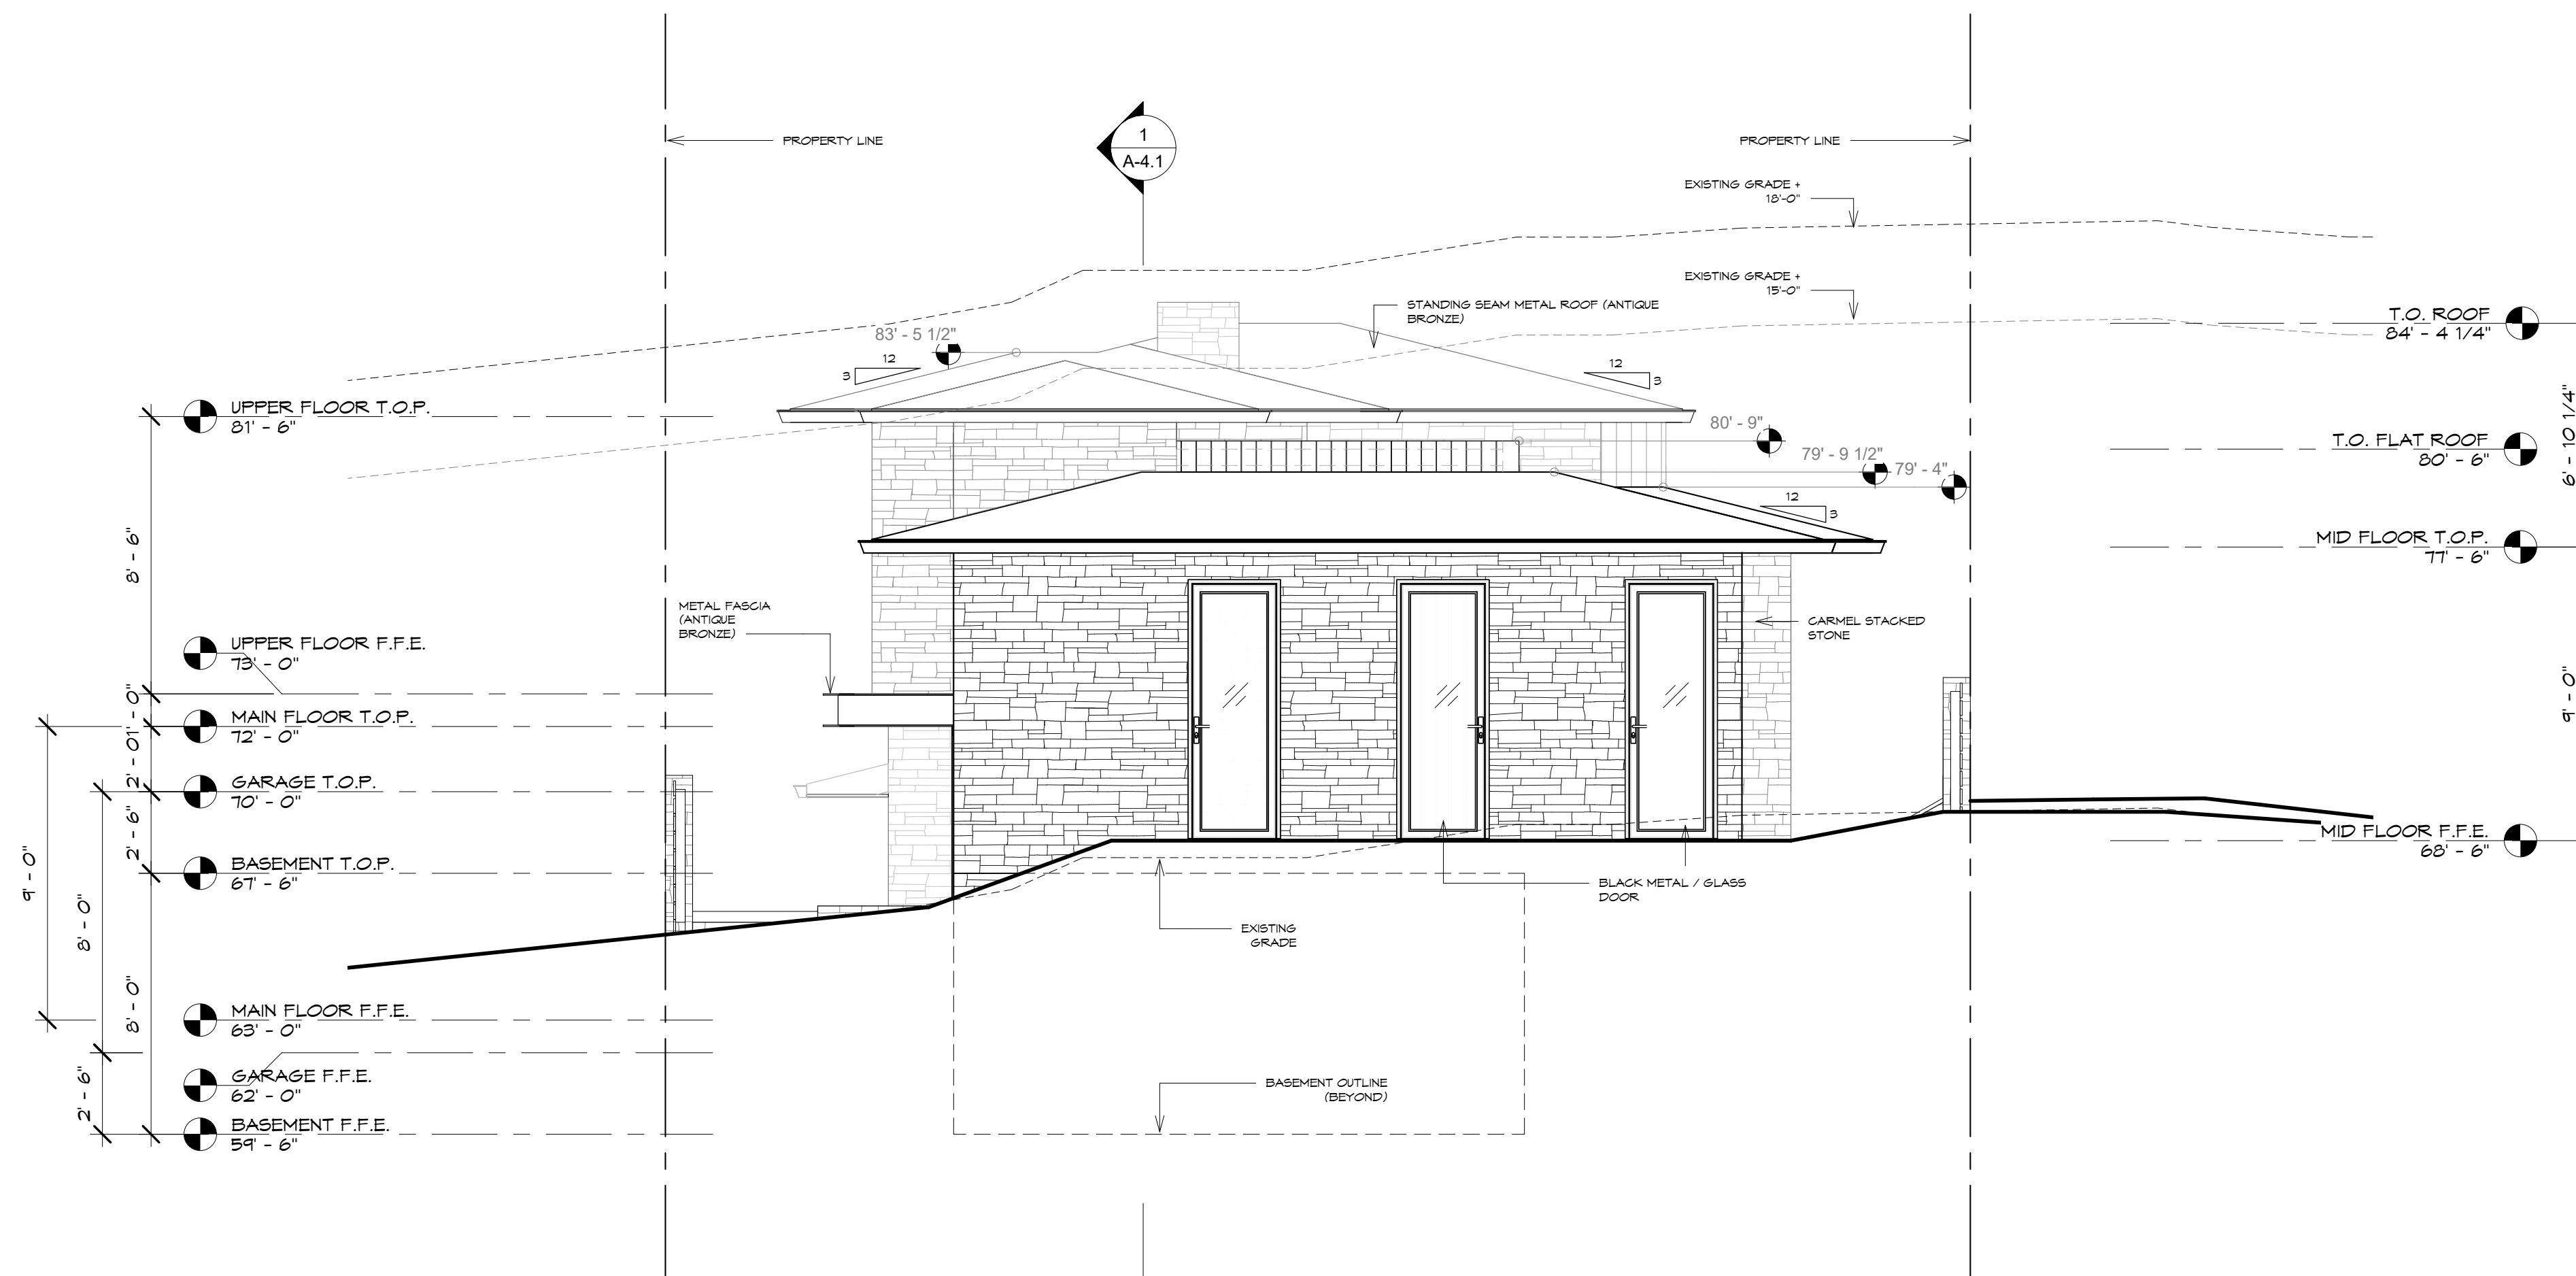 1
A-4.1
PROPERTY LINE
PROPERTY LINE
EXISTING GRADE +
18'-0"
EXISTING GRADE +
15'-0"
STANDING SEAM METAL ROOF (ANTIQUE
BRONZE)
83' - 5 1/2"
12
3
12
3
T.O. ROOF
84' - 4 1/4"
UPPER FLOOR T.O.P.
81' - 6"
80' - 9"
79' - 9 1/2"
79' - 4"
T.O. FLAT ROOF
80' - 6"
6' - 10 1/4"
12
3
8' - 6"
MID FLOOR T.O.P.
77' - 6"
METAL FASCIA
(ANTIQUE
BRONZE)
CARMEL STACKED
STONE
UPPER FLOOR F.F.E.
73' - 0"
1' - 0"
MAIN FLOOR T.O.P.
72' - 0"
2' - 0"
9' - 0"
GARAGE T.O.P.
70' - 0"
2' - 6"
BASEMENT T.O.P.
67' - 6"
9' - 0"
8' - 0"
MID FLOOR F.F.E.
68' - 6"
BLACK METAL / GLASS
DOOR
EXISTING
GRADE
8' - 0"
MAIN FLOOR F.F.E.
63' - 0"
GARAGE F.F.E.
62' - 0"
2' - 6"
BASEMENT F.F.E.
59' - 6"
BASEMENT OUTLINE
(BEYOND)